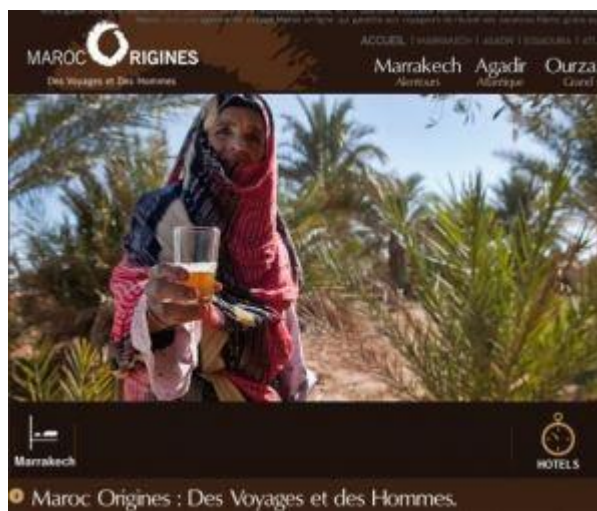 MAROC ORIGINES
Des Voyages et Des Hommes
ACCUEIL | MARRAKECH | AGADIR |
Marrakech Agadir Ourza
Alentours Atlantique Grand
Marrakech
HOTELS
Maroc Origines : Des Voyages et des Hommes.